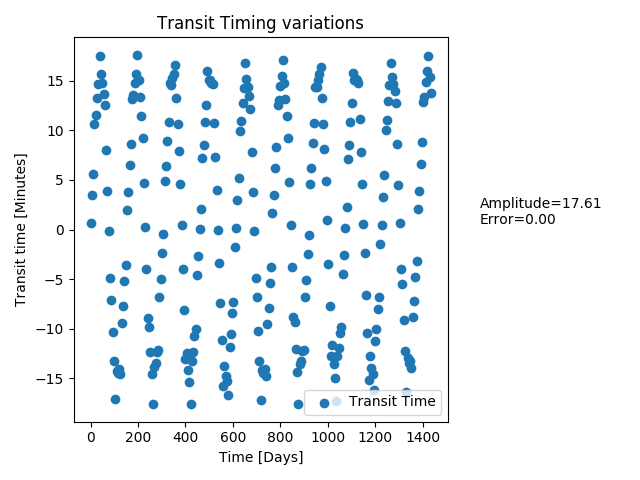 Transit Timing variations
Transit time [Minutes]
15
10
5
0
−5
−10
−15
0 200 400 600 800 1000 1200 1400
Time [Days]
Transit Time
Amplitude=17.61
Error=0.00